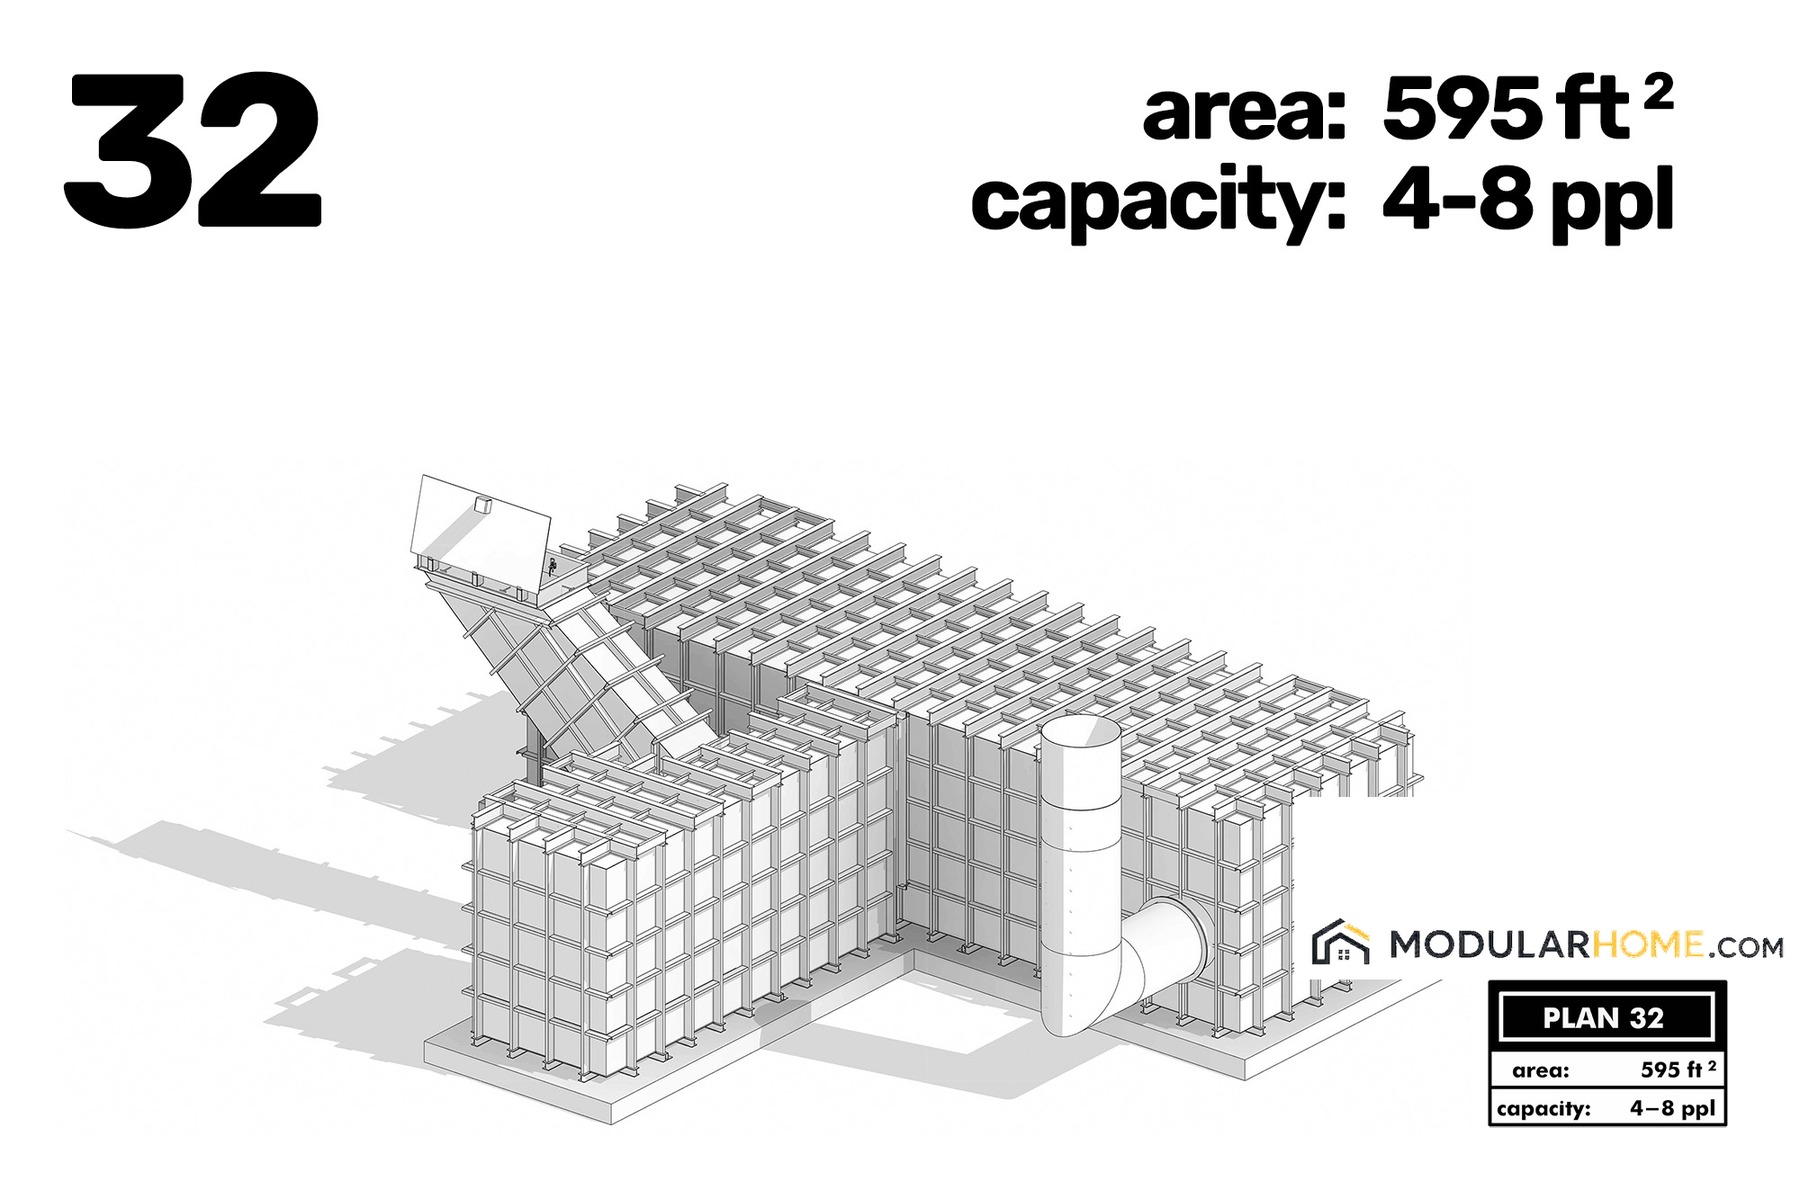 32
area: 595 ft²
capacity: 4-8 ppl
MODULARHOME.COM
PLAN 32
area: 595 ft²
capacity: 4–8 ppl